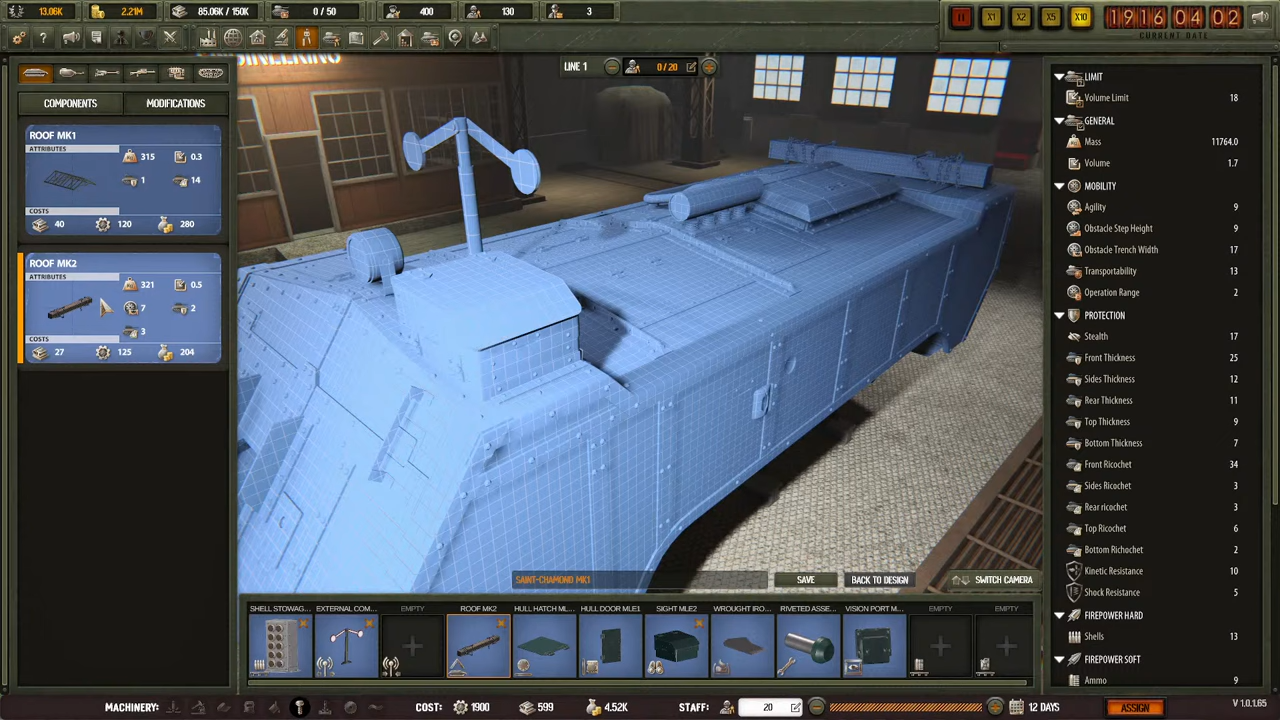 13.06K 2.21M 85.06K / 150K 0 / 50 400 130 3
X1 X2 X5 X10 1916 04 02
CURRENT DATE
LINE 1 0 / 20
COMPONENTS MODIFICATIONS
ROOF MK1
ATTRIBUTES
315 0.3
1 14
COSTS
40 120 280
ROOF MK2
ATTRIBUTES
321 0.5
7 2
3
COSTS
27 125 204
LIMIT
Volume Limit 18
GENERAL
Mass 11764.0
Volume 1.7
MOBILITY
Agility 9
Obstacle Step Height 9
Obstacle Trench Width 17
Transportability 13
Operation Range 2
PROTECTION
Stealth 17
Front Thickness 25
Sides Thickness 12
Rear Thickness 11
Top Thickness 9
Bottom Thickness 7
Front Ricochet 34
Sides Ricochet 3
Rear ricochet 3
Top Ricochet 6
Bottom Richochet 2
Kinetic Resistance 10
Shock Resistance 5
FIREPOWER HARD
Shells 13
FIREPOWER SOFT
Ammo 9
SAINT-CHAMOND MK1 SAVE BACK TO DESIGN SWITCH CAMERA
SHELL STOWAG... EXTERNAL COM... EMPTY ROOF MK2 HULL HATCH ML... HULL DOOR MLE1 SIGHT MLE2 WROUGHT IRO... RIVETED ASSE... VISION PORT M... EMPTY EMPTY
MACHINERY: COST: 1900 599 4.52K STAFF: 20 12 DAYS ASSIGN V 1.0.1.65